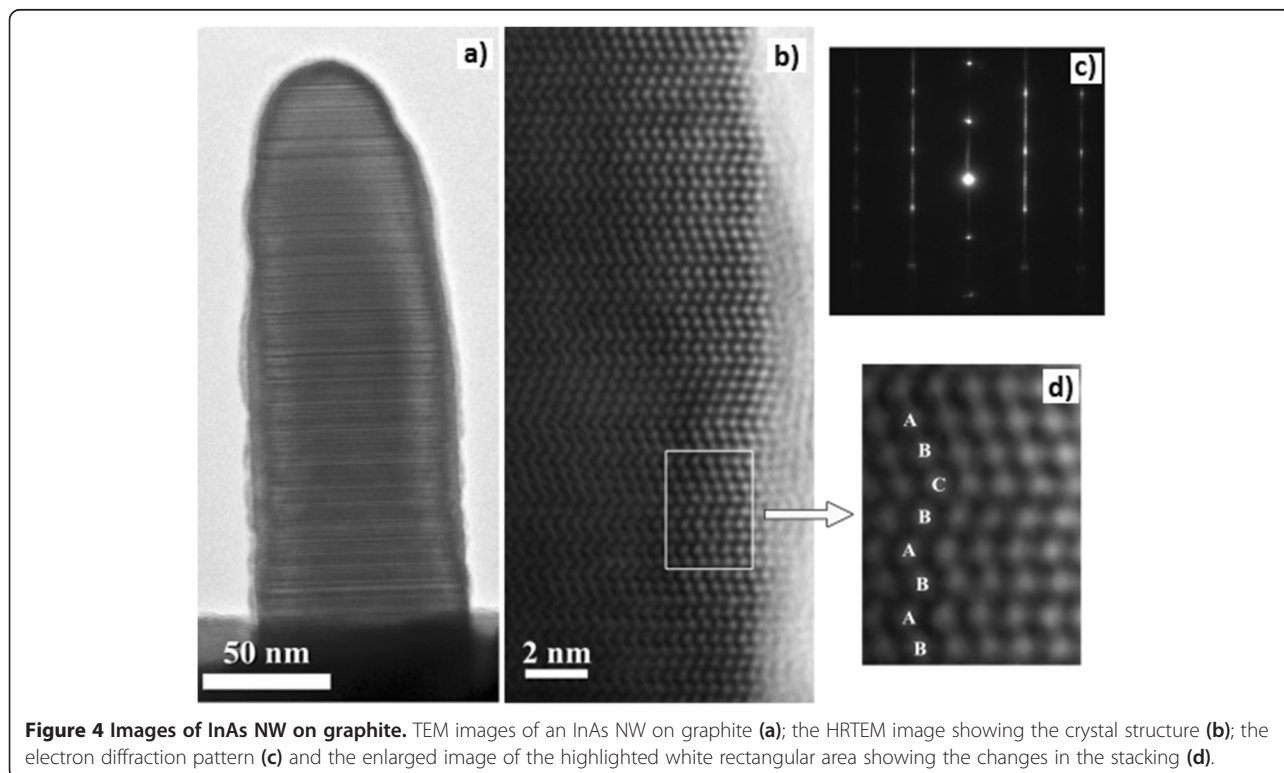 a)
50 nm
b)
2 nm
c)
d)
A
B
C
B
A
B
A
B
Figure 4 Images of InAs NW on graphite. TEM images of an InAs NW on graphite (a); the HRTEM image showing the crystal structure (b); the
electron diffraction pattern (c) and the enlarged image of the highlighted white rectangular area showing the changes in the stacking (d).